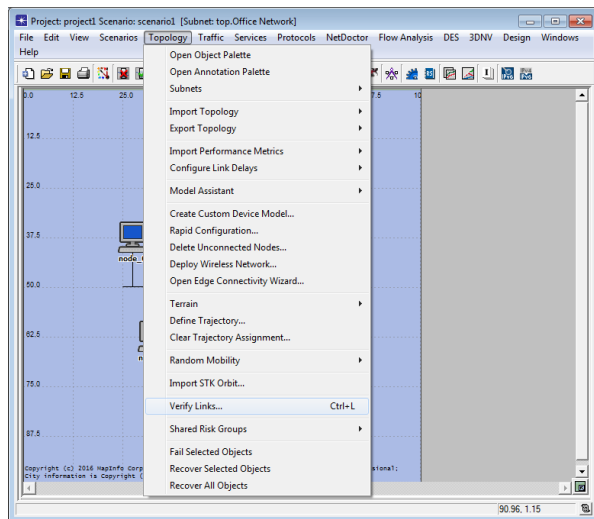 Project: project1 Scenario: scenario1 [Subnet: top.Office Network]
File Edit View Scenarios Topology Traffic Services Protocols NetDoctor Flow Analysis DES 3DNV Design Windows
Help
Open Object Palette
Open Annotation Palette
Subnets
0.0 12.5 25.0 7.5 10
Import Topology
Export Topology
12.5
Import Performance Metrics
Configure Link Delays
25.0
Model Assistant
Create Custom Device Model...
Rapid Configuration...
37.5
Delete Unconnected Nodes...
node_
Deploy Wireless Network...
Open Edge Connectivity Wizard...
50.0
Terrain
Define Trajectory...
62.5
Clear Trajectory Assignment...
n
Random Mobility
75.0
Import STK Orbit...
Verify Links... Ctrl+L
87.5
Shared Risk Groups
Fail Selected Objects
Copyright (c) 2016 MapInfo Corp sional;
Recover Selected Objects
City information is Copyright (
Recover All Objects
90.96, 1.15